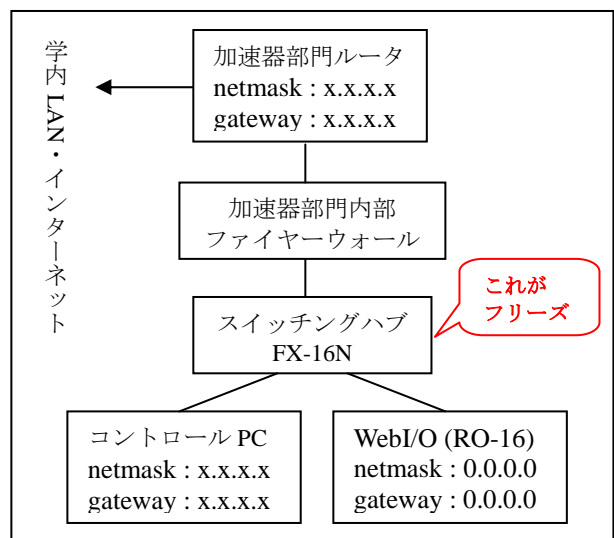 学内 LAN・インターネット
加速器部門ルータ
netmask : x.x.x.x
gateway : x.x.x.x
加速器部門内部
ファイヤーウォール
スイッチングハブ
FX-16N
これが
フリーズ
コントロール PC
netmask : x.x.x.x
gateway : x.x.x.x
WebI/O (RO-16)
netmask : 0.0.0.0
gateway : 0.0.0.0